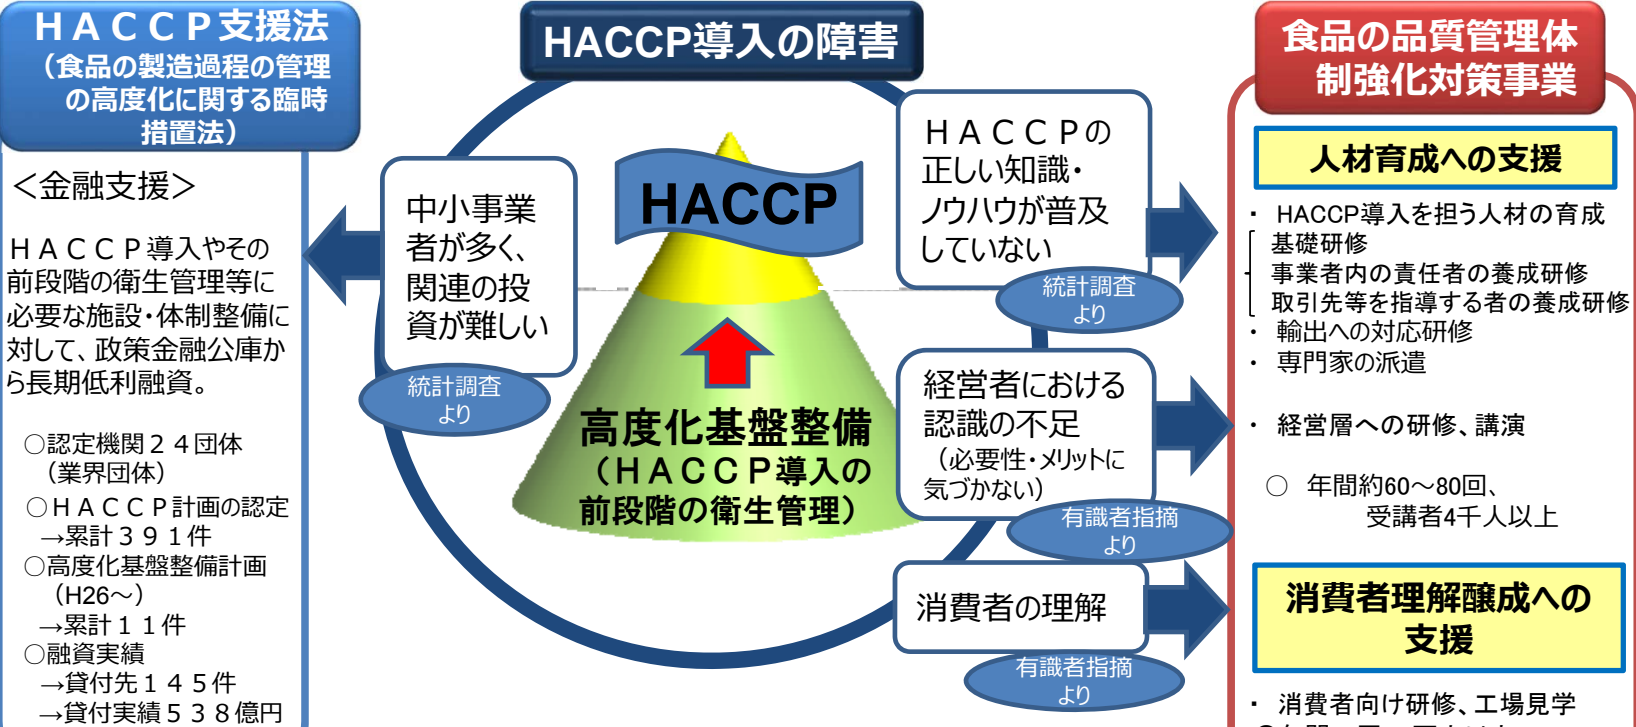 ＨＡＣＣＰ支援法
（食品の製造過程の管理
の高度化に関する臨時
措置法）
＜金融支援＞
ＨＡＣＣＰ導入やその
前段階の衛生管理等に
必要な施設・体制整備に
対して、政策金融公庫か
ら長期低利融資。
○認定機関２４団体
（業界団体）
○ＨＡＣＣＰ計画の認定
→累計３９１件
○高度化基盤整備計画
（H26～）
→累計１１件
○融資実績
→貸付先１４５件
→貸付実績５３８億円
HACCP導入の障害
中小事業
者が多く、
関連の投
資が難しい
統計調査
より
HACCP
高度化基盤整備
（ＨＡＣＣＰ導入の
前段階の衛生管理）
ＨＡＣＣＰの
正しい知識・
ノウハウが普及
していない
統計調査
より
経営者における
認識の不足
（必要性・メリットに
気づかない）
有識者指摘
より
消費者の理解
有識者指摘
より
食品の品質管理体
制強化対策事業
人材育成への支援
・ HACCP導入を担う人材の育成
基礎研修
事業者内の責任者の養成研修
取引先等を指導する者の養成研修
・ 輸出への対応研修
・ 専門家の派遣
・ 経営層への研修、講演
○ 年間約60～80回、
受講者4千人以上
消費者理解醸成への
支援
・ 消費者向け研修、工場見学